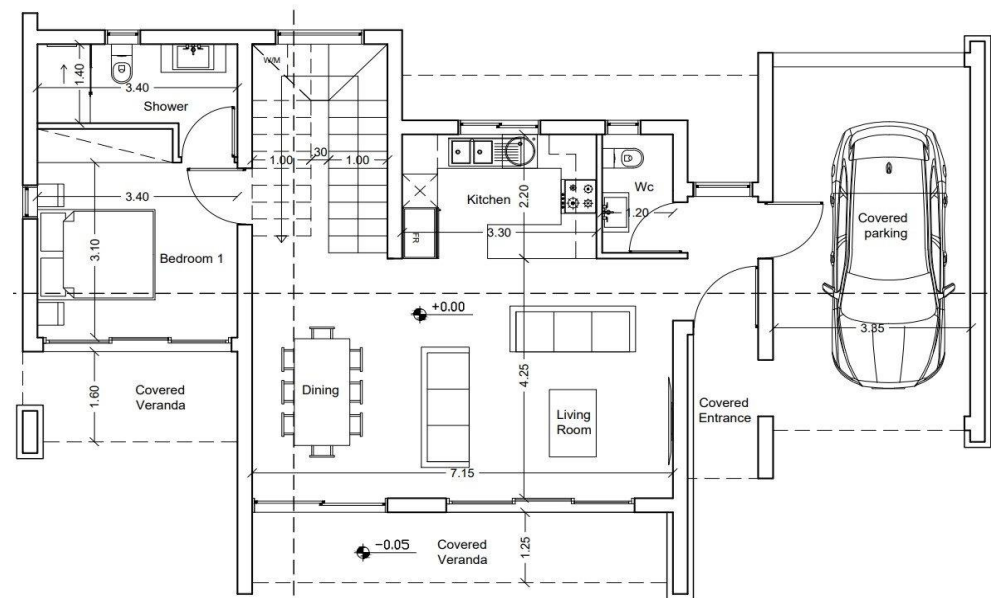 W/M
1.40
3.40
Shower
1.00
.30
1.00
Kitchen
2.20
Wc
1.20
3.30
FR
Covered
parking
3.40
3.10
Bedroom 1
+0.00
3.35
1.60
Covered
Veranda
Dining
4.25
Living
Room
Covered
Entrance
7.15
-0.05
Covered
Veranda
1.25